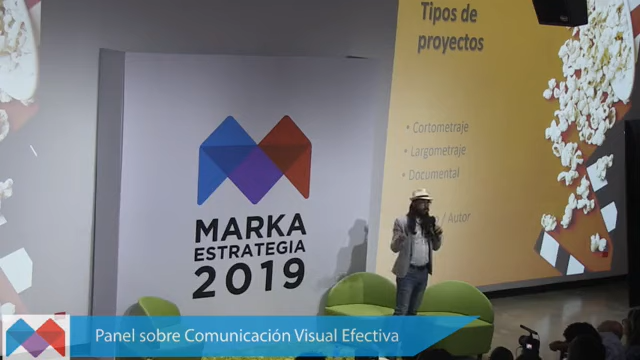 Tipos de
proyectos
• Cortometraje
• Largometraje
• Documental
/ Autor
MARKA
ESTRATEGIA
2019
Panel sobre Comunicación Visual Efectiva